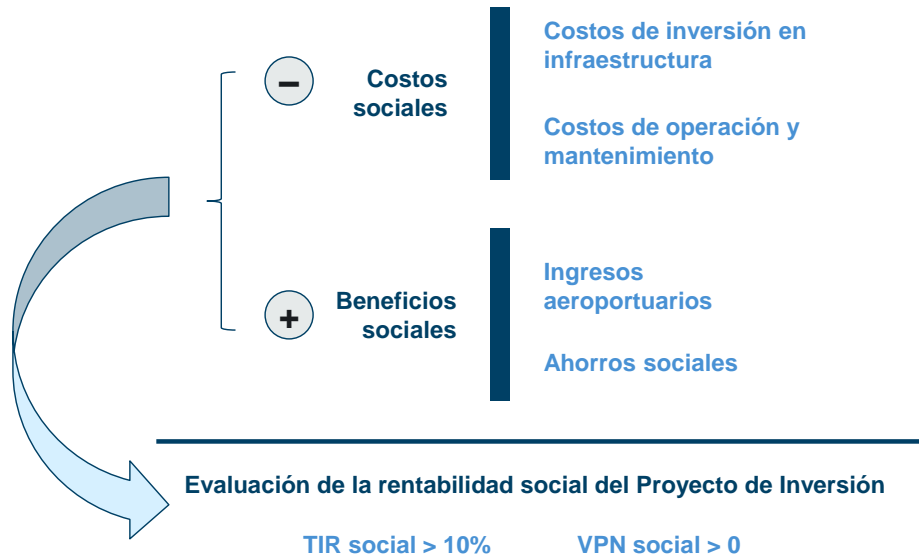 −
Costos
sociales
Costos de inversión en
infraestructura
Costos de operación y
mantenimiento
+
Beneficios
sociales
Ingresos
aeroportuarios
Ahorros sociales
Evaluación de la rentabilidad social del Proyecto de Inversión
TIR social > 10%
VPN social > 0